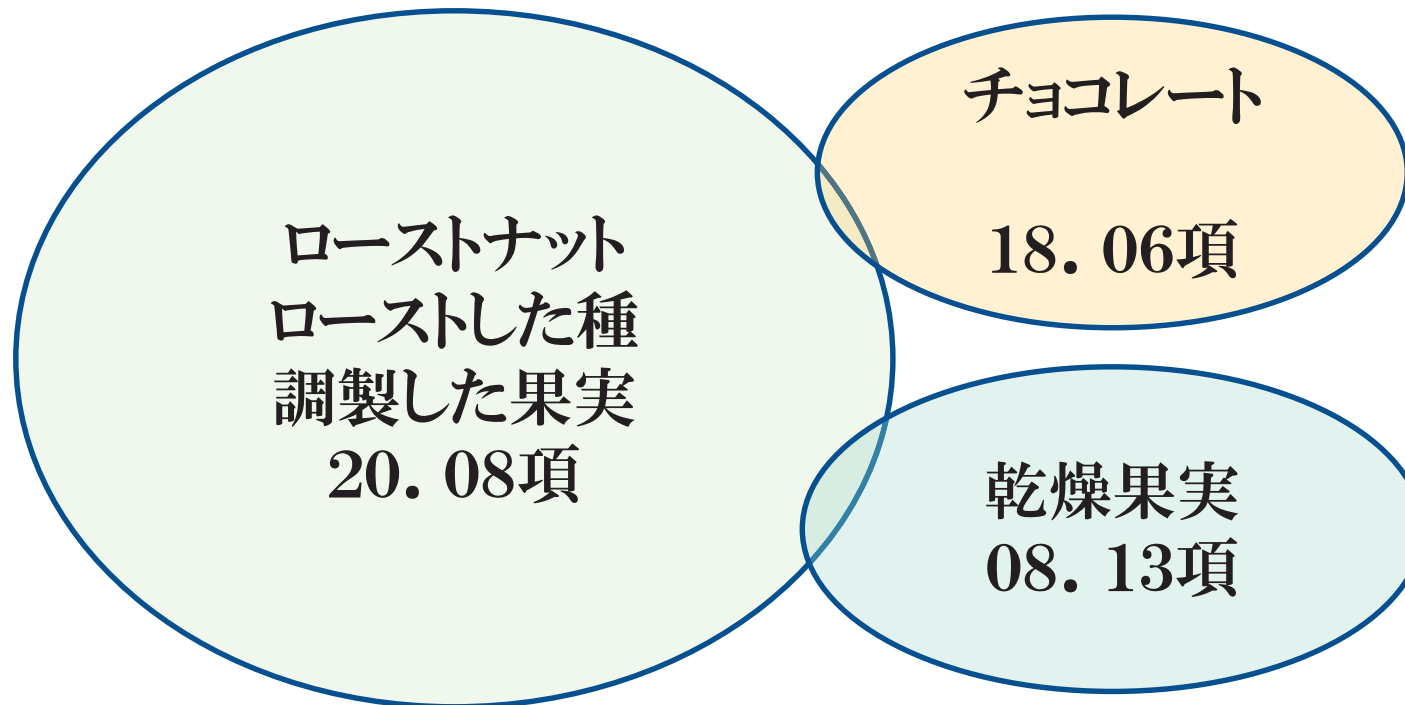 ローストナット
ローストした種
調製した果実
20．08項
チョコレート
18．06項
乾燥果実
08．13項